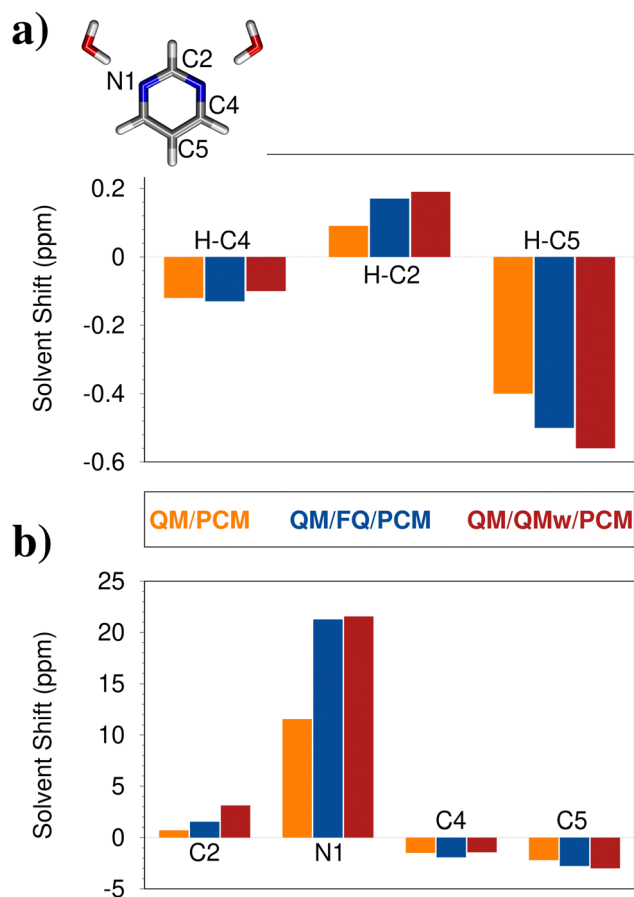 a)
C2
N1
C4
C5
0.2
0
-0.2
-0.4
-0.6
Solvent Shift (ppm)
H-C4
H-C2
H-C5
QM/PCM QM/FQ/PCM QM/QMw/PCM
b)
25
20
15
10
5
0
-5
Solvent Shift (ppm)
C2
N1
C4
C5